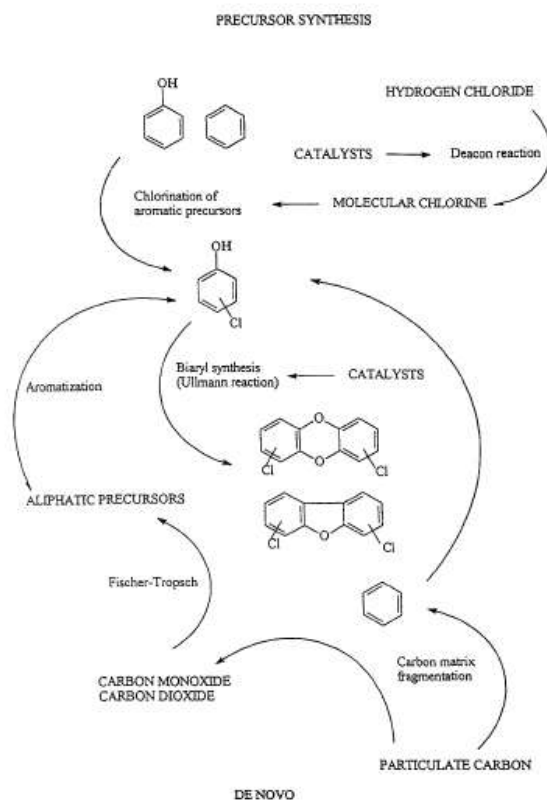 PRECURSOR SYNTHESIS
OH
HYDROGEN CHLORIDE
CATALYSTS
Deacon reaction
Chlorination of
aromatic precursors
MOLECULAR CHLORINE
OH
Cl
Biaryl synthesis
(Ullmann reaction)
CATALYSTS
Aromatization
O
O
Cl
Cl
ALIPHATIC PRECURSORS
O
Cl
Cl
Fischer-Tropsch
Carbon matrix
fragmentation
CARBON MONOXIDE
CARBON DIOXIDE
PARTICULATE CARBON
DE NOVO